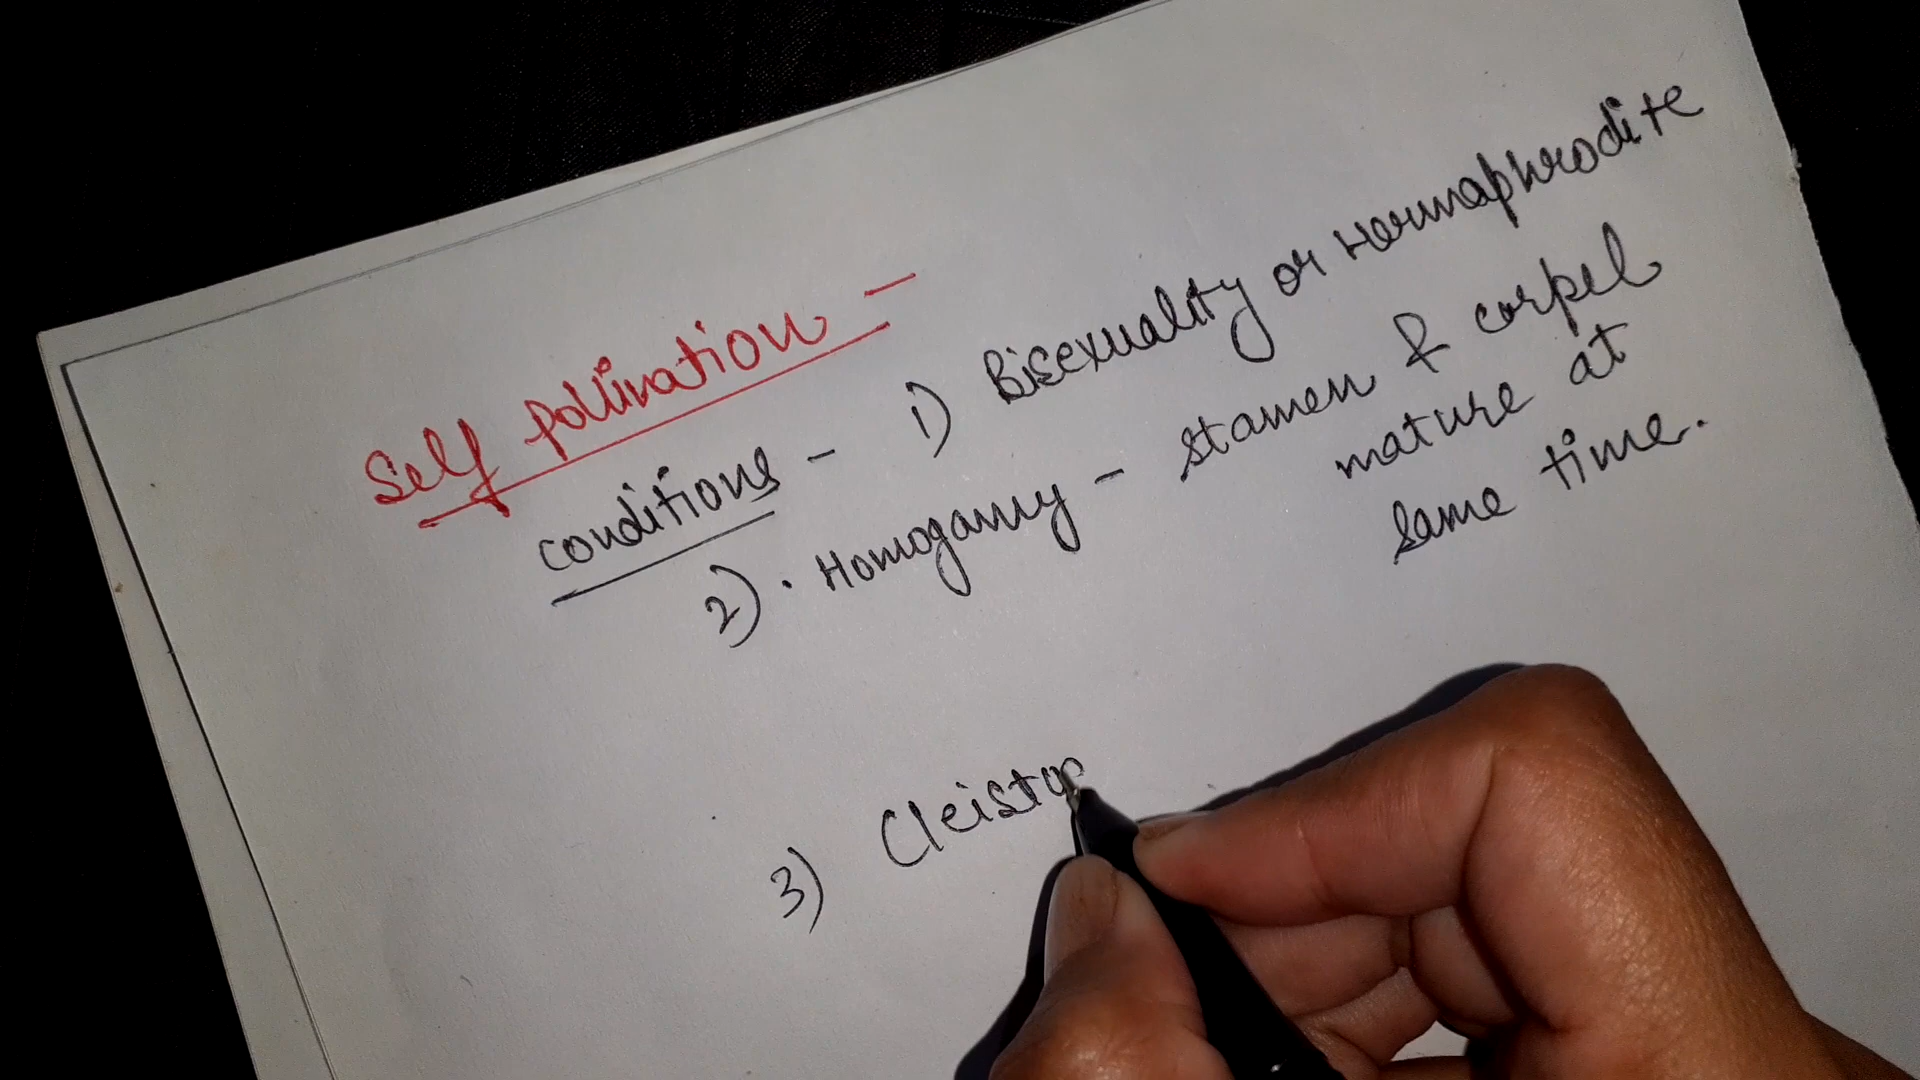 Self pollination -
conditions - 1) Bisexuality or Hermaphrodite
2). Homogamy - stamen & carpel
mature at
same time.
3) Cleisto